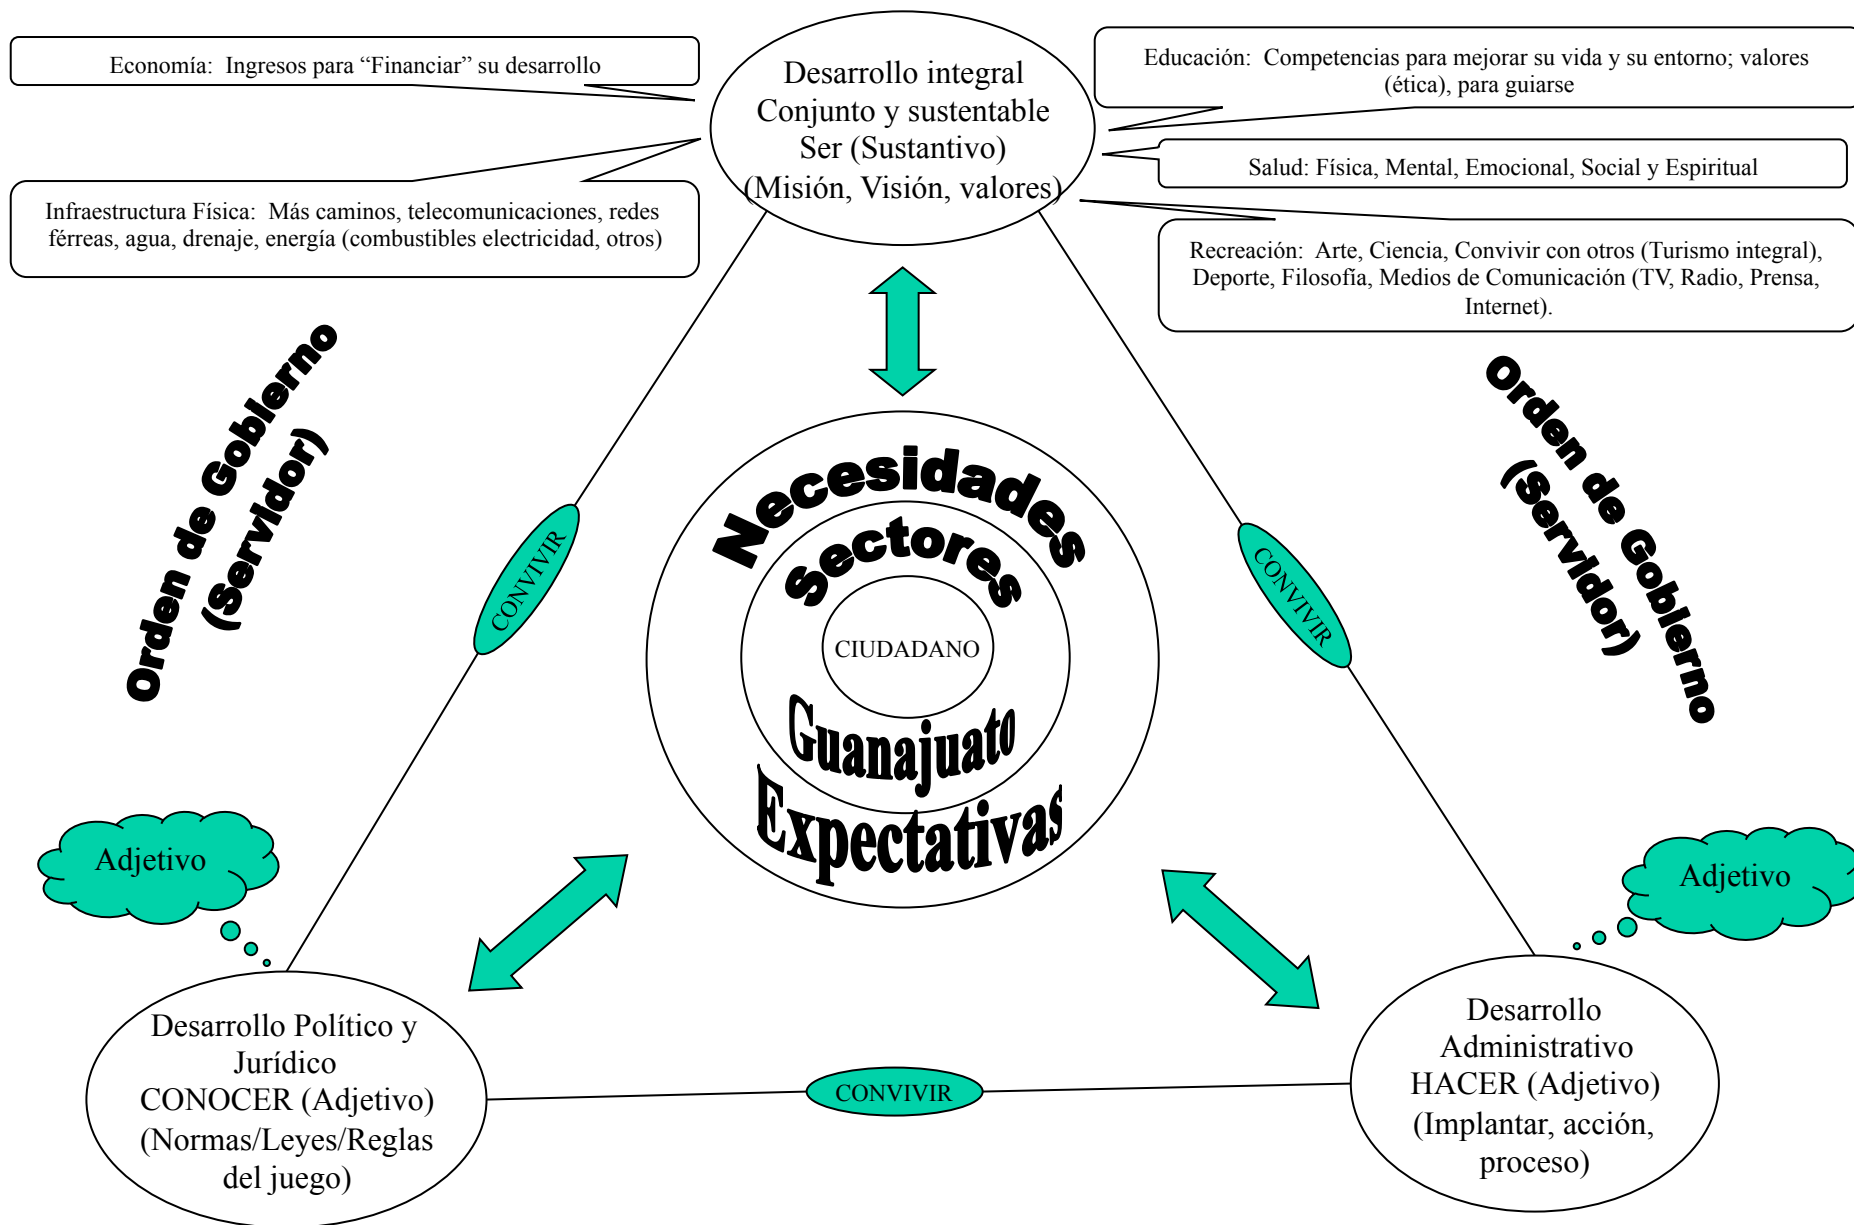 Economía: Ingresos para “Financiar” su desarrollo
Desarrollo integral
Conjunto y sustentable
Ser (Sustantivo)
(Misión, Visión, valores)
Educación: Competencias para mejorar su vida y su entorno; valores
(ética), para guiarse
Salud: Física, Mental, Emocional, Social y Espiritual
Infraestructura Física: Más caminos, telecomunicaciones, redes
férreas, agua, drenaje, energía (combustibles electricidad, otros)
Recreación: Arte, Ciencia, Convivir con otros (Turismo integral),
Deporte, Filosofía, Medios de Comunicación (TV, Radio, Prensa,
Internet).
Orden de Gobierno
(Servidor)
Orden de Gobierno
(Servidor)
CONVIVIR
CONVIVIR
Necesidades
Sectores
CIUDADANO
Guanajuato
Expectativas
Adjetivo
Adjetivo
Desarrollo Político y
Jurídico
CONOCER (Adjetivo)
(Normas/Leyes/Reglas
del juego)
CONVIVIR
Desarrollo
Administrativo
HACER (Adjetivo)
(Implantar, acción,
proceso)